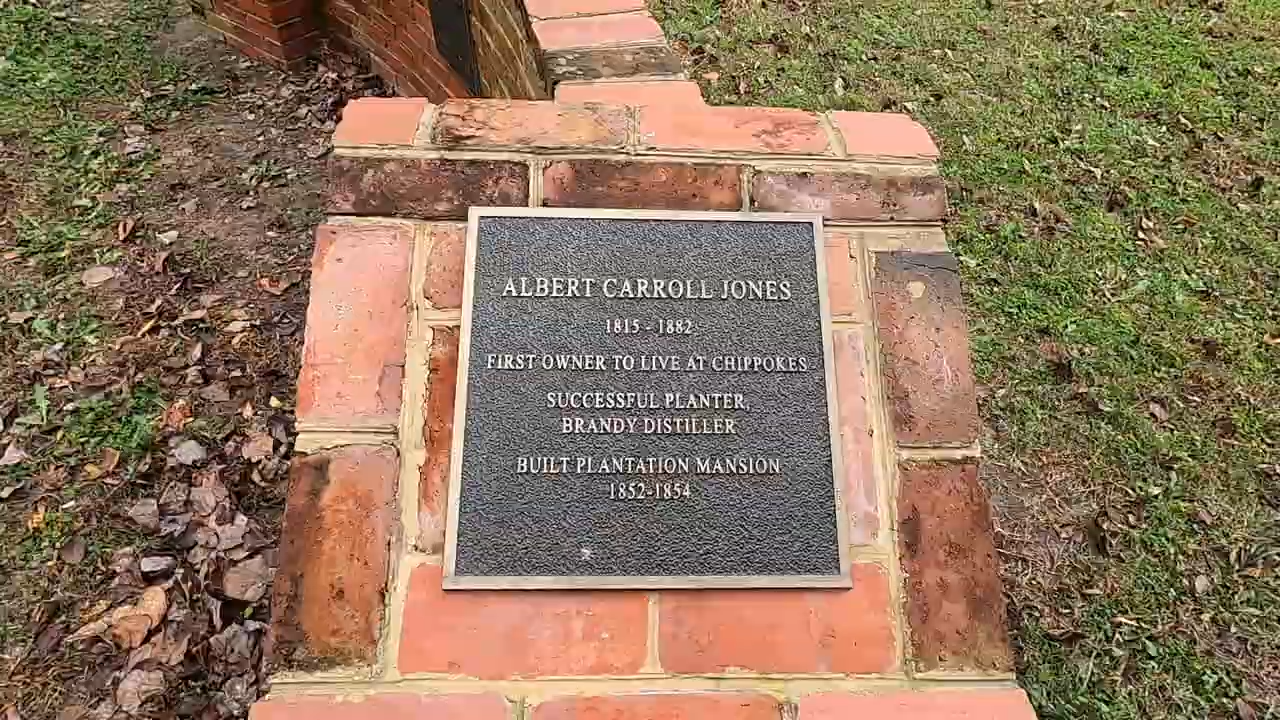 ALBERT CARROLL JONES
1815 - 1882
FIRST OWNER TO LIVE AT CHIPPOKES
SUCCESSFUL PLANTER,
BRANDY DISTILLER
BUILT PLANTATION MANSION
1852-1854